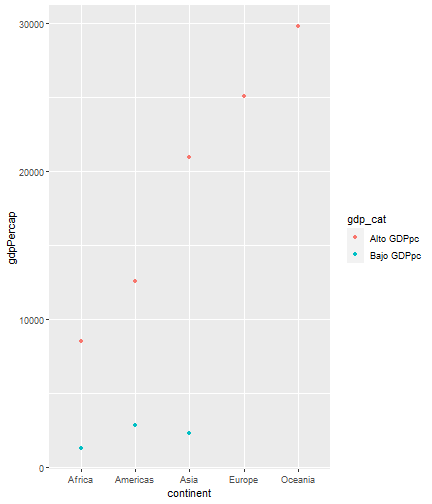 30000
20000
10000
0
gdpPercap
Africa Americas Asia Europe Oceania
continent
gdp_cat
Alto GDPpc
Bajo GDPpc